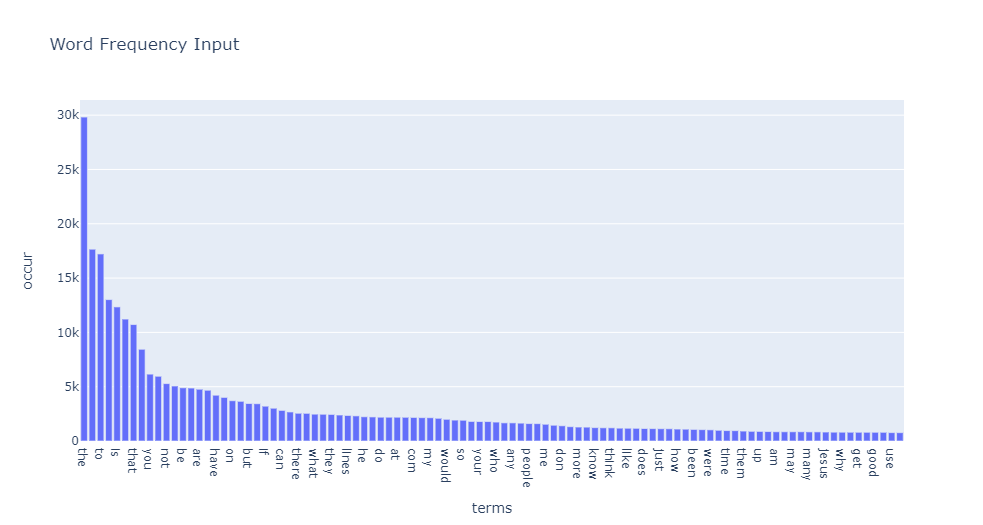 Word Frequency Input
30k
25k
20k
15k
10k
5k
0
occur
the
to
is
that
you
not
be
are
have
on
but
if
can
there
what
they
lines
he
do
at
com
my
would
so
your
who
any
people
me
don
more
know
think
like
does
just
how
been
were
time
them
up
am
may
many
jesus
why
get
good
use
terms